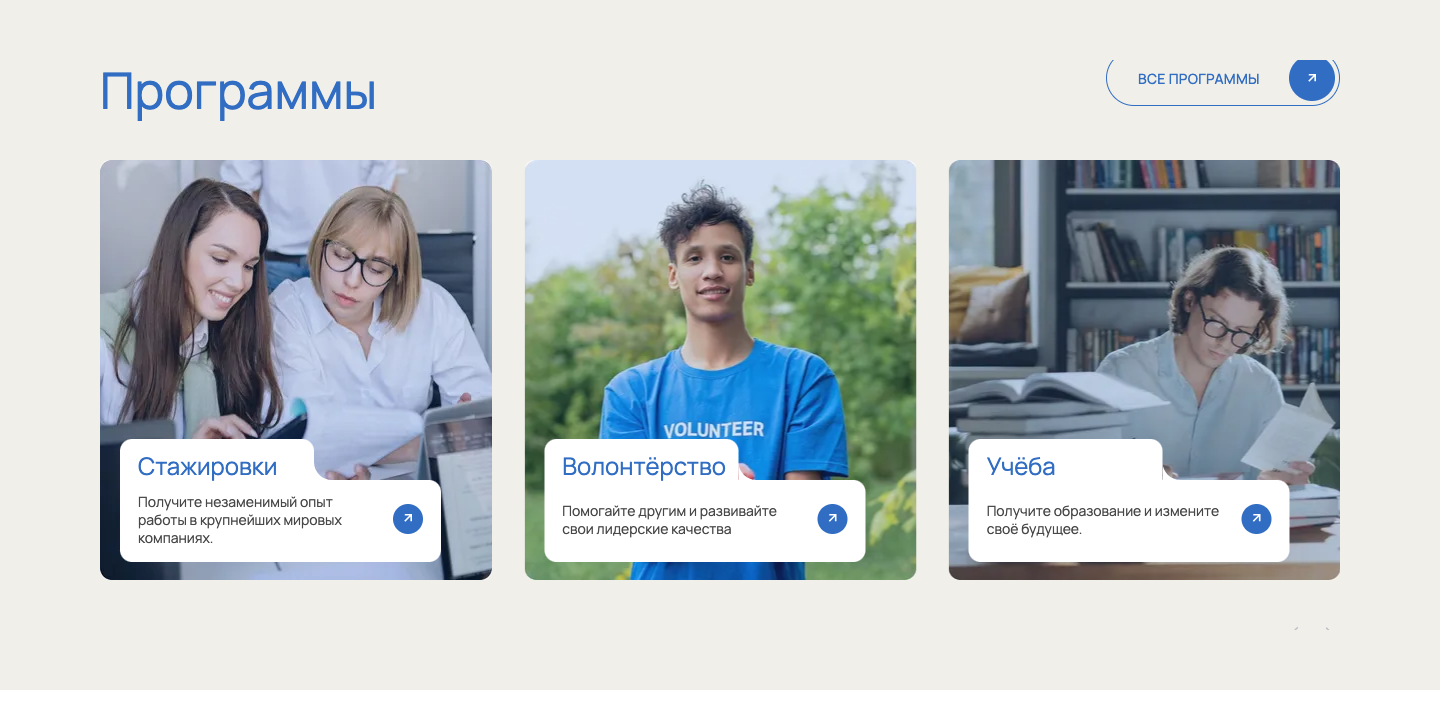 Программы
ВСЕ ПРОГРАММЫ
VOLUNTEER
Стажировки
Получите незаменимый опыт
работы в крупнейших мировых
компаниях.
Волонтёрство
Помогайте другим и развивайте
свои лидерские качества
Учёба
Получите образование и измените
своё будущее.